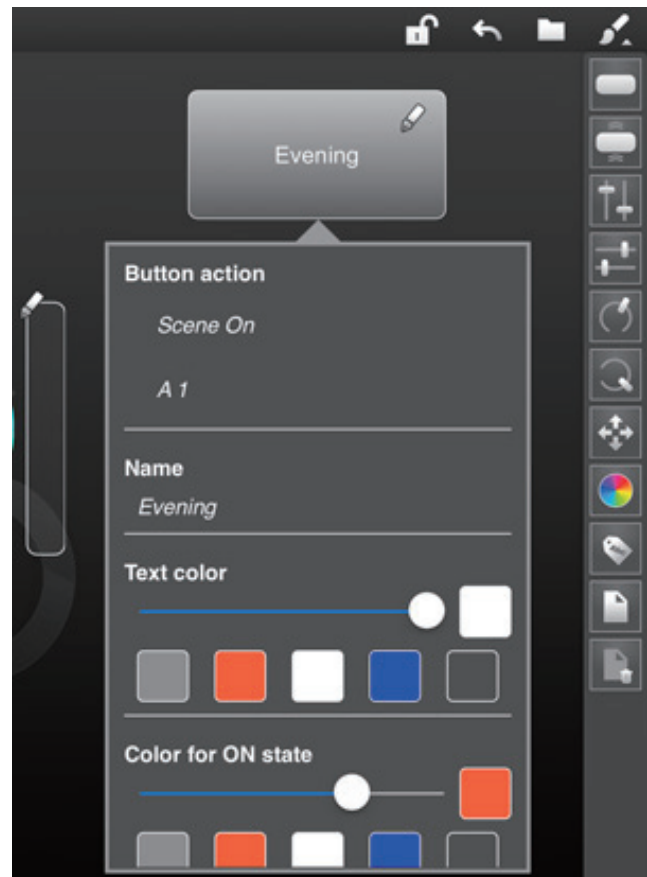 Evening
Button action
Scene On
A 1
Name
Evening
Text color
Color for ON state